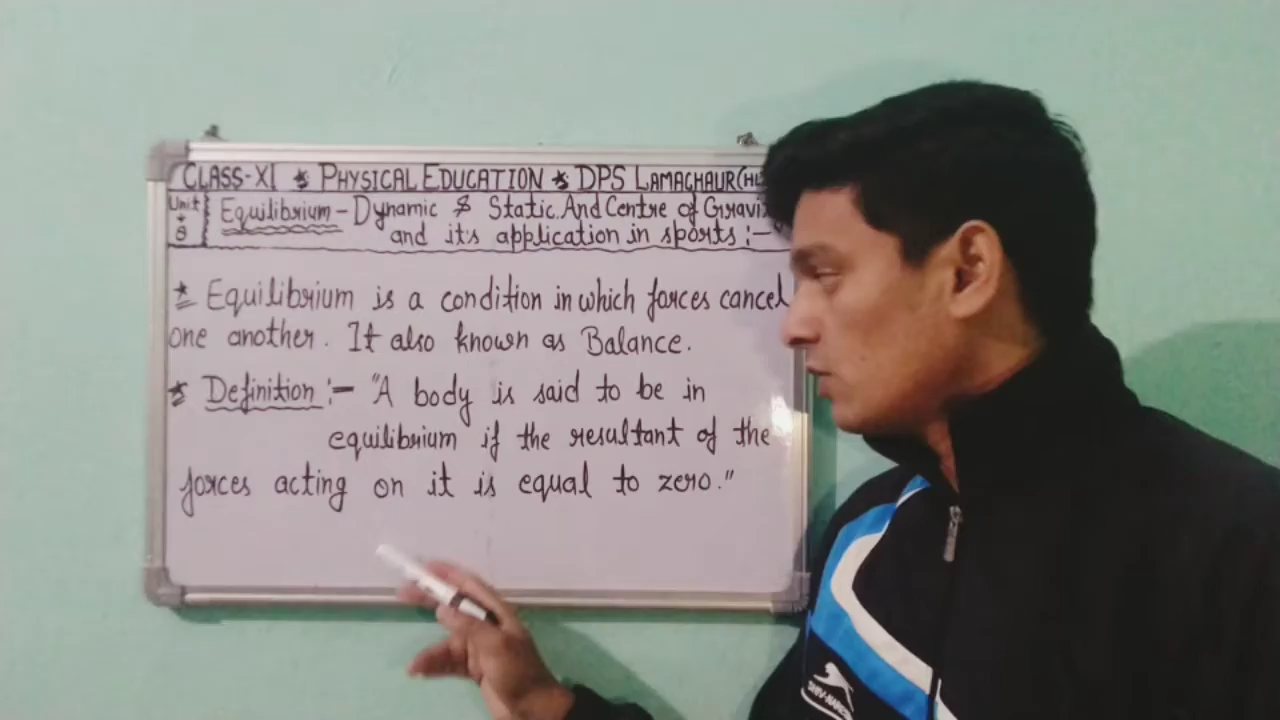 CLASS-XI * PHYSICAL EDUCATION * DPS LAMACHAUR
Unit + 8
Equilibrium - Dynamic & Static. And Centre of
and it's application in sports :-
* Equilibrium is a condition in which forces cancel
one another. It also known as Balance.
* Definition :- "A body is said to be in
equilibrium if the resultant of the
forces acting on it is equal to zero."